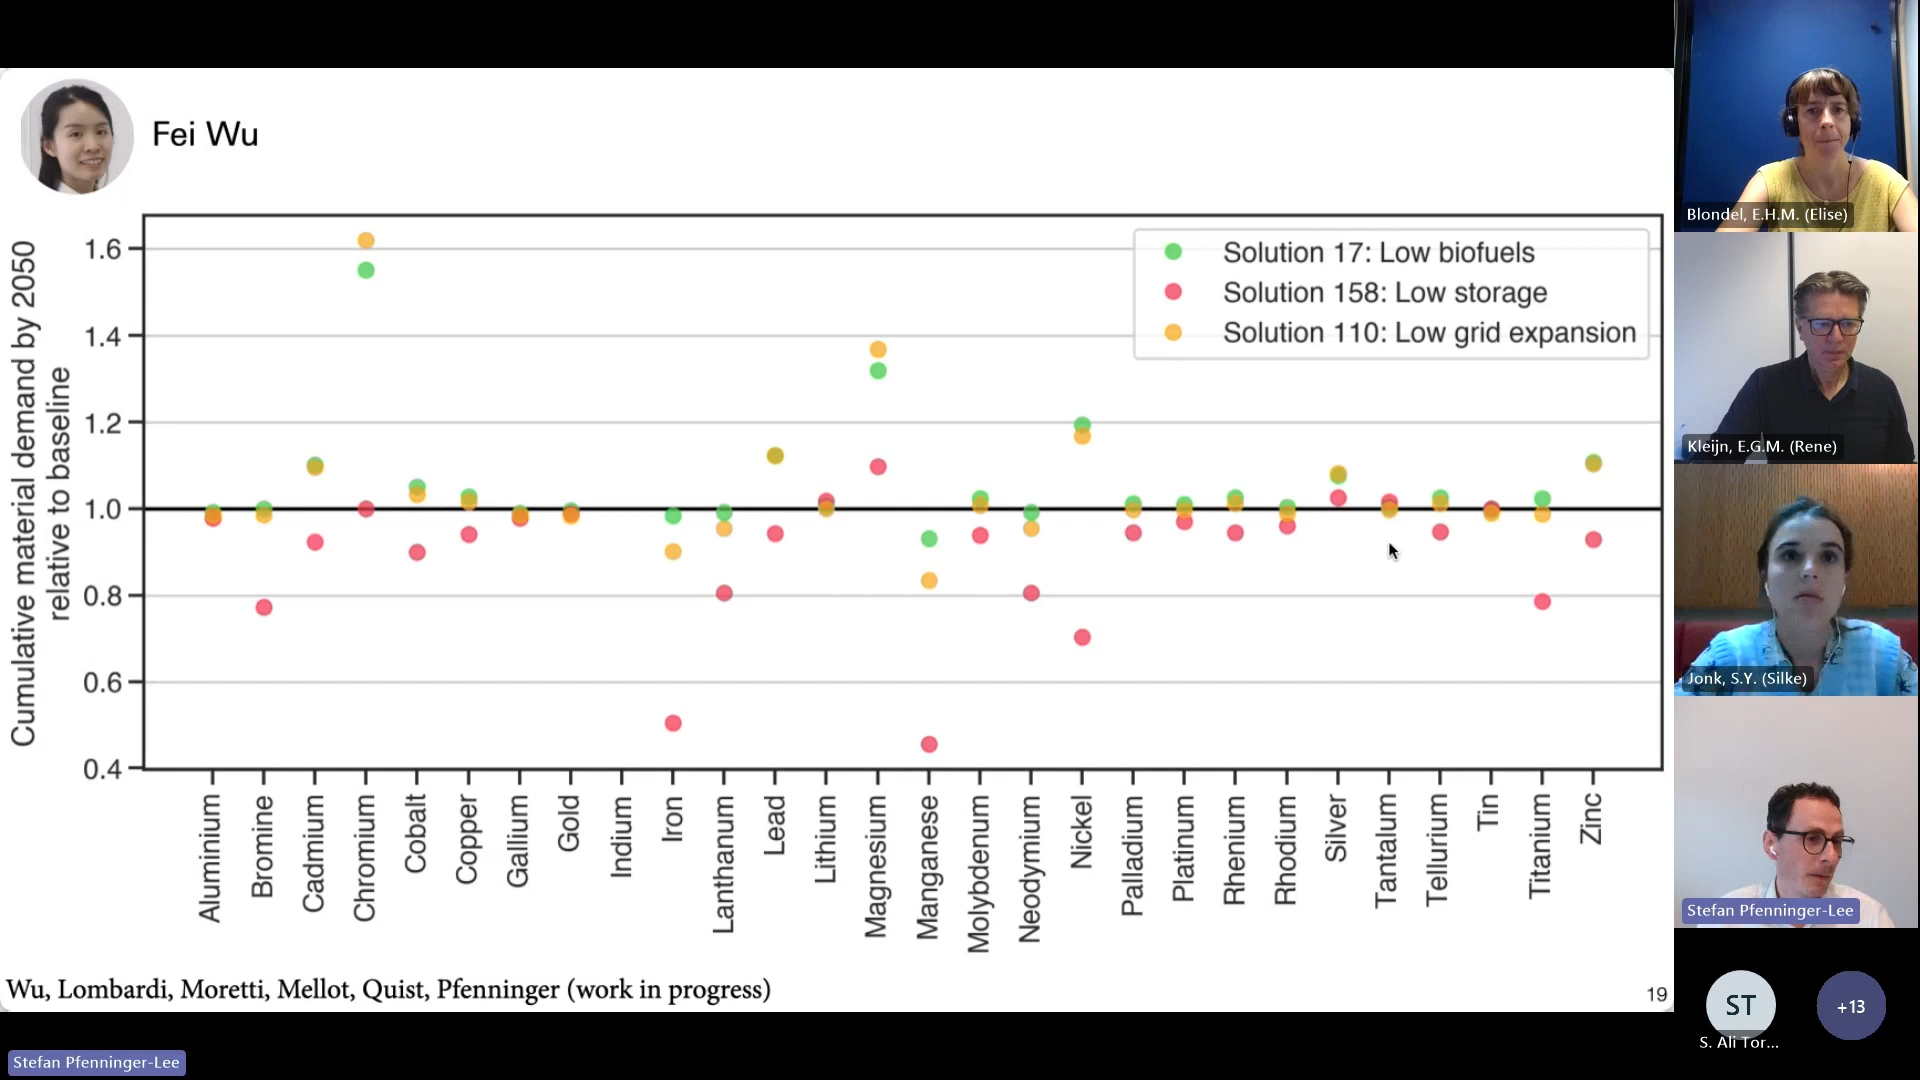 Fei Wu
Cumulative material demand by 2050
relative to baseline
1.6
1.4
1.2
1.0
0.8
0.6
0.4
Solution 17: Low biofuels
Solution 158: Low storage
Solution 110: Low grid expansion
Aluminium
Bromine
Cadmium
Chromium
Cobalt
Copper
Gallium
Gold
Indium
Iron
Lanthanum
Lead
Lithium
Magnesium
Manganese
Molybdenum
Neodymium
Nickel
Palladium
Platinum
Rhenium
Rhodium
Silver
Tantalum
Tellurium
Tin
Titanium
Zinc
Wu, Lombardi, Moretti, Mellot, Quist, Pfenninger (work in progress)
19
Blondel, E.H.M. (Elise)
Kleijn, E.G.M. (Rene)
Jonk, S.Y. (Silke)
Stefan Pfenninger-Lee
ST
+13
S. Ali Tor...
Stefan Pfenninger-Lee